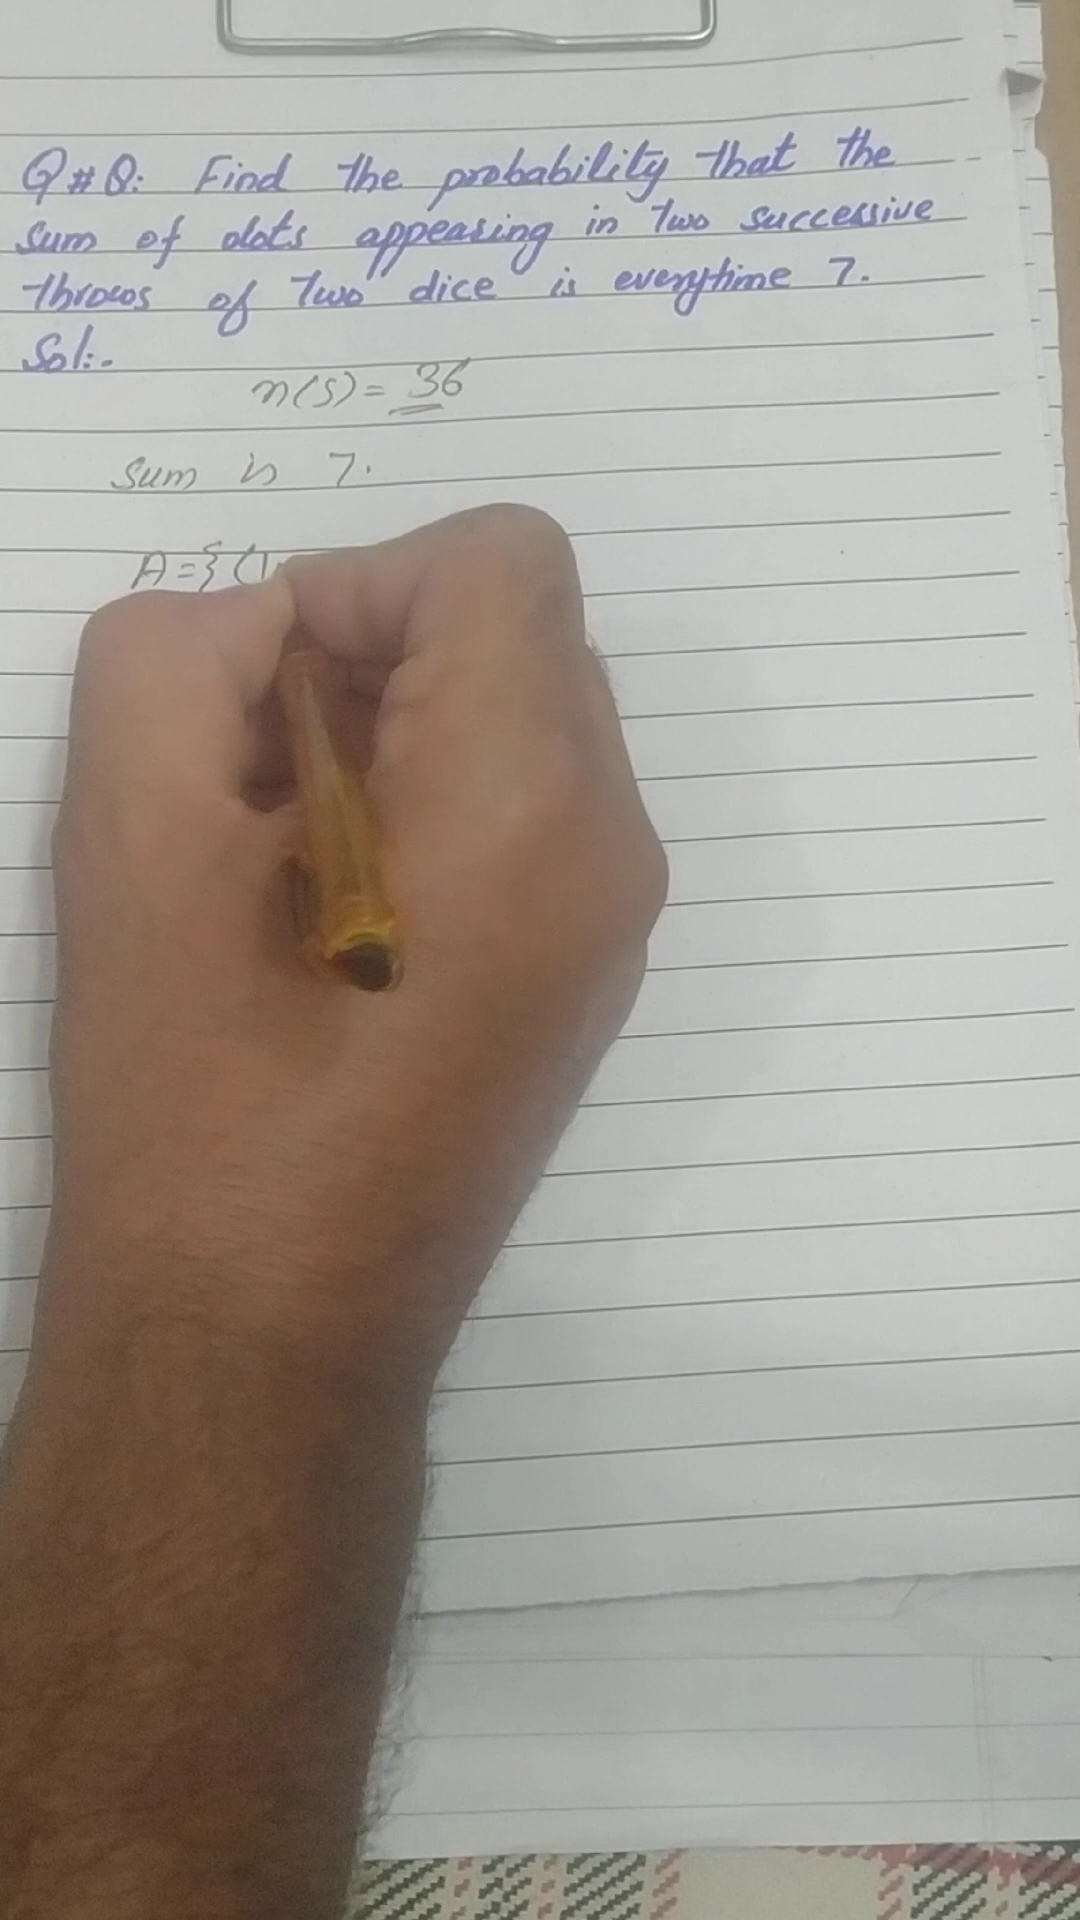 Q#8: Find the probability that the
sum of dots appearing in two successive
throws of two dice is everytime 7.
Sol:-
n(S) = 36
Sum is 7.
A = { (1